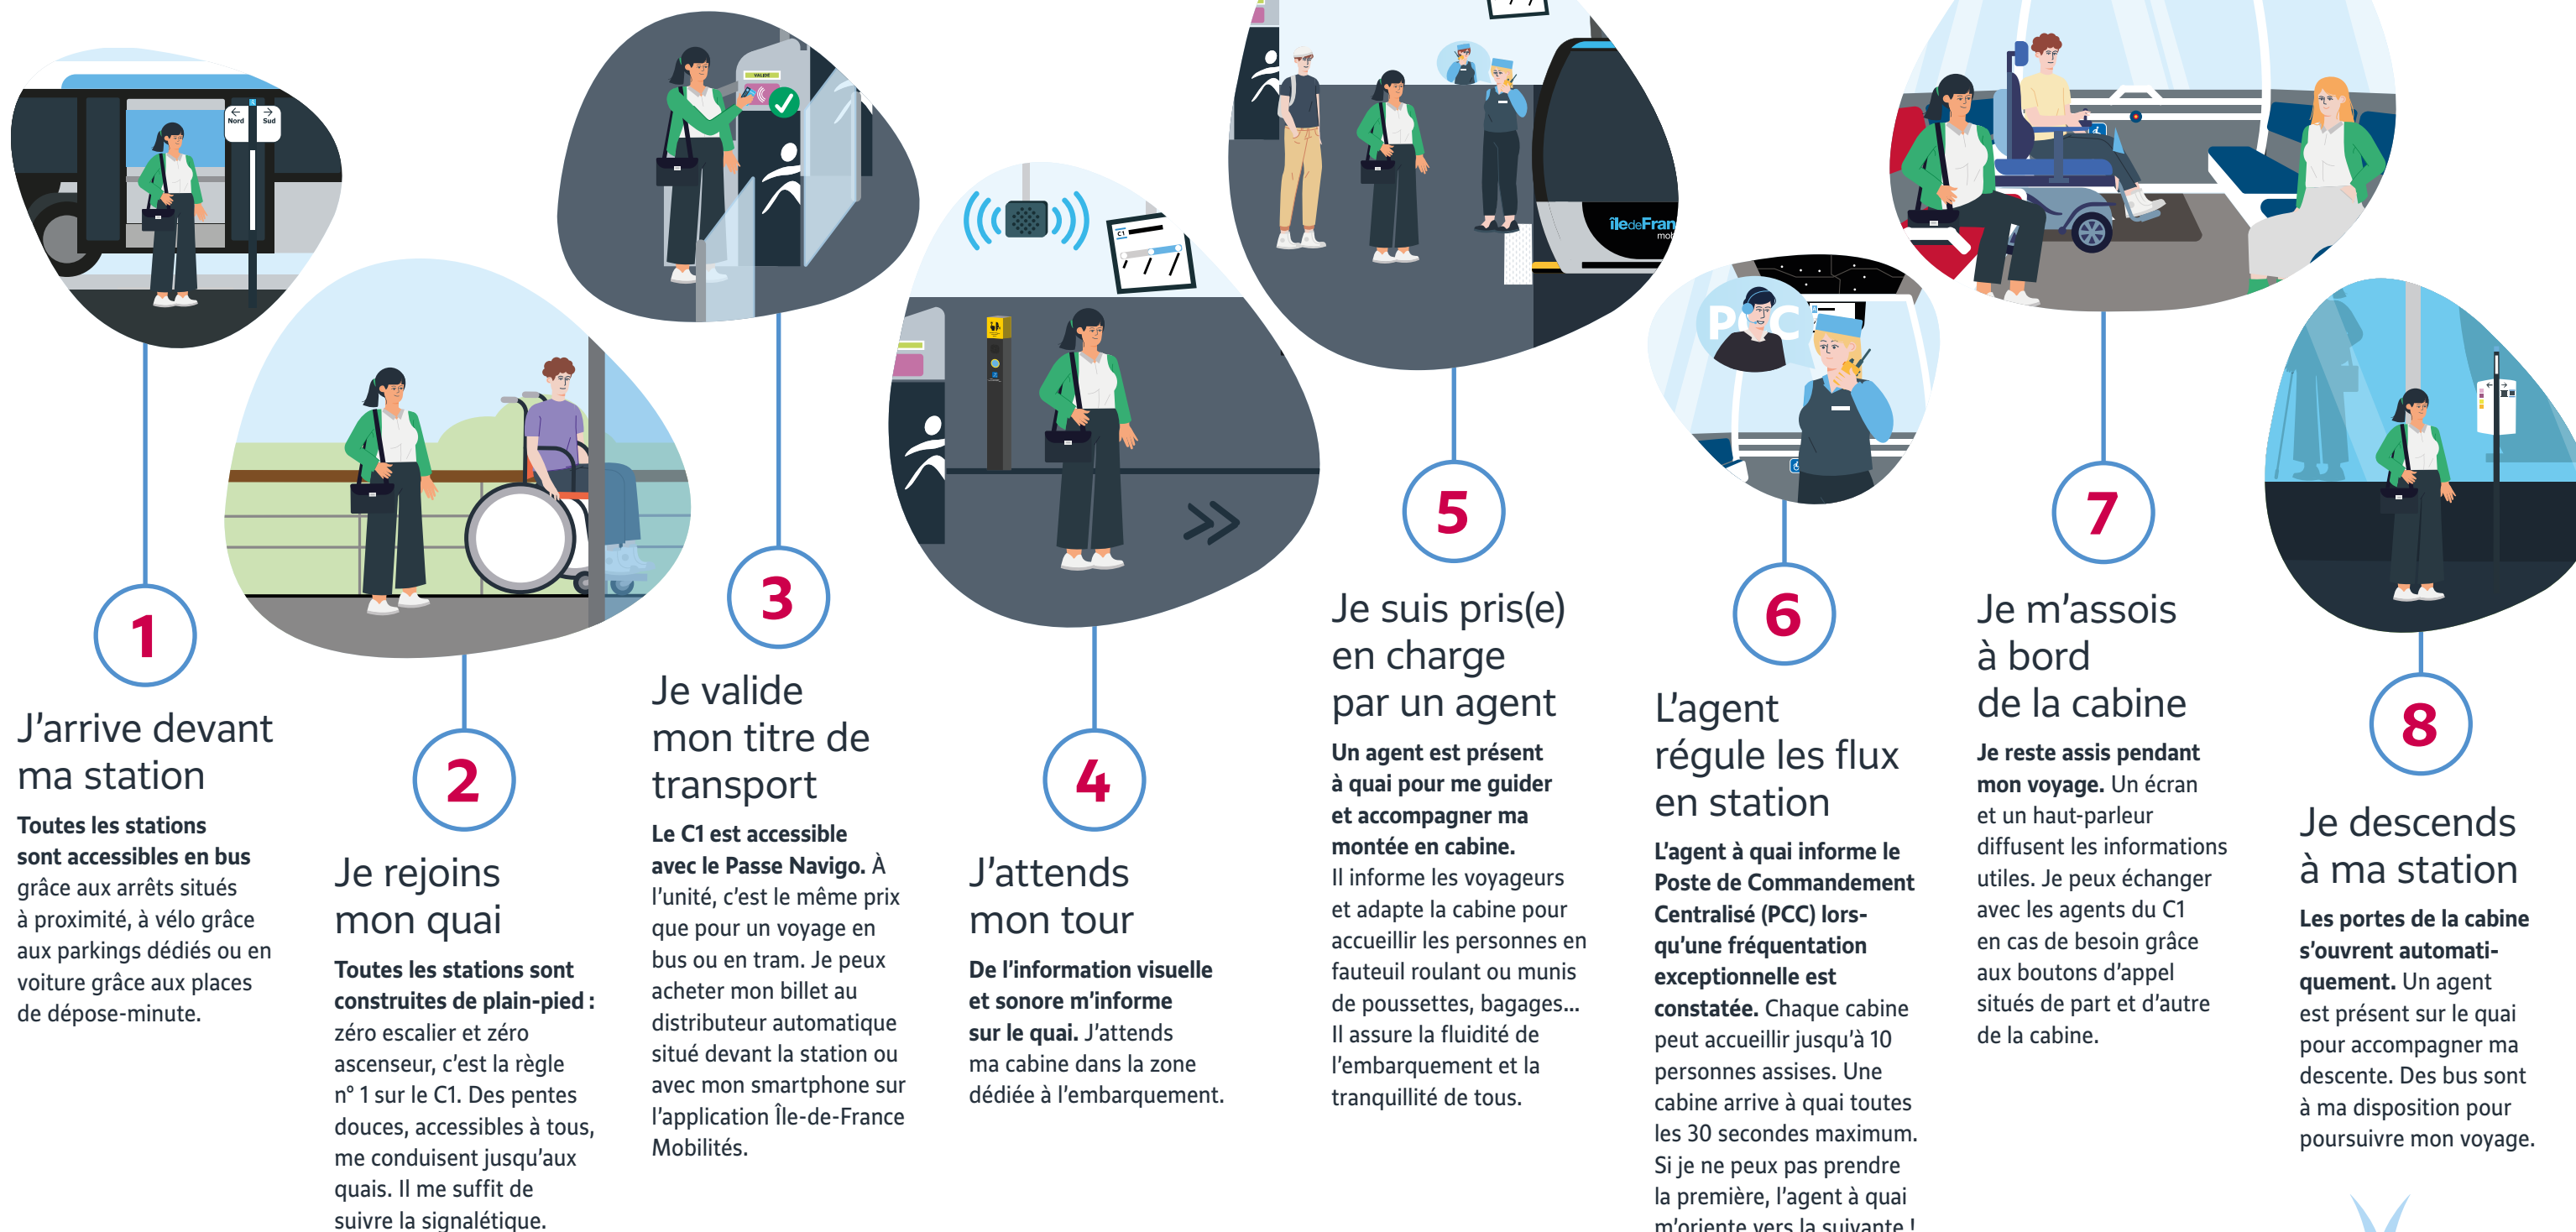 Nord
Sud
VALIDÉ
C1
îledeFran
mob
PCC
1
J’arrive devant
ma station
Toutes les stations
sont accessibles en bus
grâce aux arrêts situés
à proximité, à vélo grâce
aux parkings dédiés ou en
voiture grâce aux places
de dépose-minute.
2
Je rejoins
mon quai
Toutes les stations sont
construites de plain-pied :
zéro escalier et zéro
ascenseur, c’est la règle
n° 1 sur le C1. Des pentes
douces, accessibles à tous,
me conduisent jusqu’aux
quais. Il me suffit de
suivre la signalétique.
3
Je valide
mon titre de
transport
Le C1 est accessible
avec le Passe Navigo. À
l’unité, c’est le même prix
que pour un voyage en
bus ou en tram. Je peux
acheter mon billet au
distributeur automatique
situé devant la station ou
avec mon smartphone sur
l’application Île-de-France
Mobilités.
4
J’attends
mon tour
De l’information visuelle
et sonore m’informe
sur le quai. J’attends
ma cabine dans la zone
dédiée à l’embarquement.
5
Je suis pris(e)
en charge
par un agent
Un agent est présent
à quai pour me guider
et accompagner ma
montée en cabine.
Il informe les voyageurs
et adapte la cabine pour
accueillir les personnes en
fauteuil roulant ou munis
de poussettes, bagages...
Il assure la fluidité de
l’embarquement et la
tranquillité de tous.
6
L’agent
régule les flux
en station
L’agent à quai informe le
Poste de Commandement
Centralisé (PCC) lors-
qu’une fréquentation
exceptionnelle est
constatée. Chaque cabine
peut accueillir jusqu’à 10
personnes assises. Une
cabine arrive à quai toutes
les 30 secondes maximum.
Si je ne peux pas prendre
la première, l’agent à quai
m’oriente vers la suivante !
7
Je m’assois
à bord
de la cabine
Je reste assis pendant
mon voyage. Un écran
et un haut-parleur
diffusent les informations
utiles. Je peux échanger
avec les agents du C1
en cas de besoin grâce
aux boutons d’appel
situés de part et d’autre
de la cabine.
8
Je descends
à ma station
Les portes de la cabine
s’ouvrent automati-
quement. Un agent
est présent sur le quai
pour accompagner ma
descente. Des bus sont
à ma disposition pour
poursuivre mon voyage.